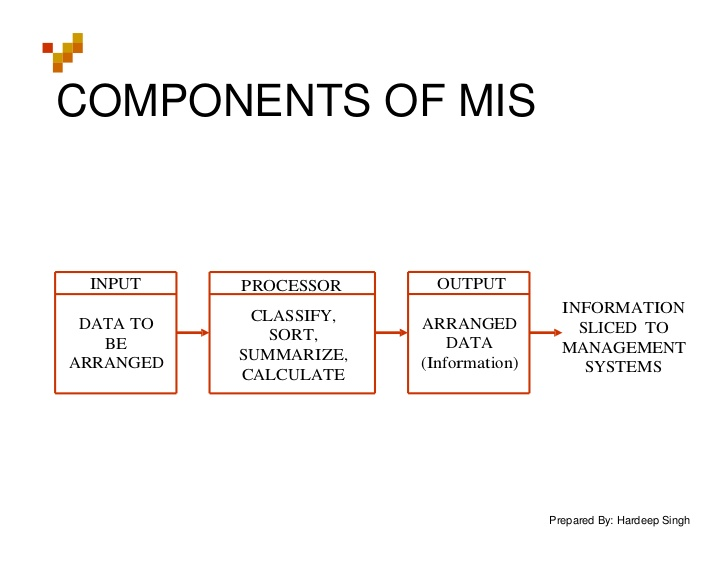 COMPONENTS OF MIS
INPUT
DATA TO
BE
ARRANGED
PROCESSOR
CLASSIFY,
SORT,
SUMMARIZE,
CALCULATE
OUTPUT
ARRANGED
DATA
(Information)
INFORMATION
SLICED TO
MANAGEMENT
SYSTEMS
Prepared By: Hardeep Singh